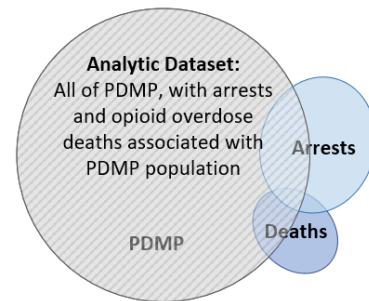 Analytic Dataset:
All of PDMP, with arrests
and opioid overdose
deaths associated with
PDMP population
Arrests
Deaths
PDMP